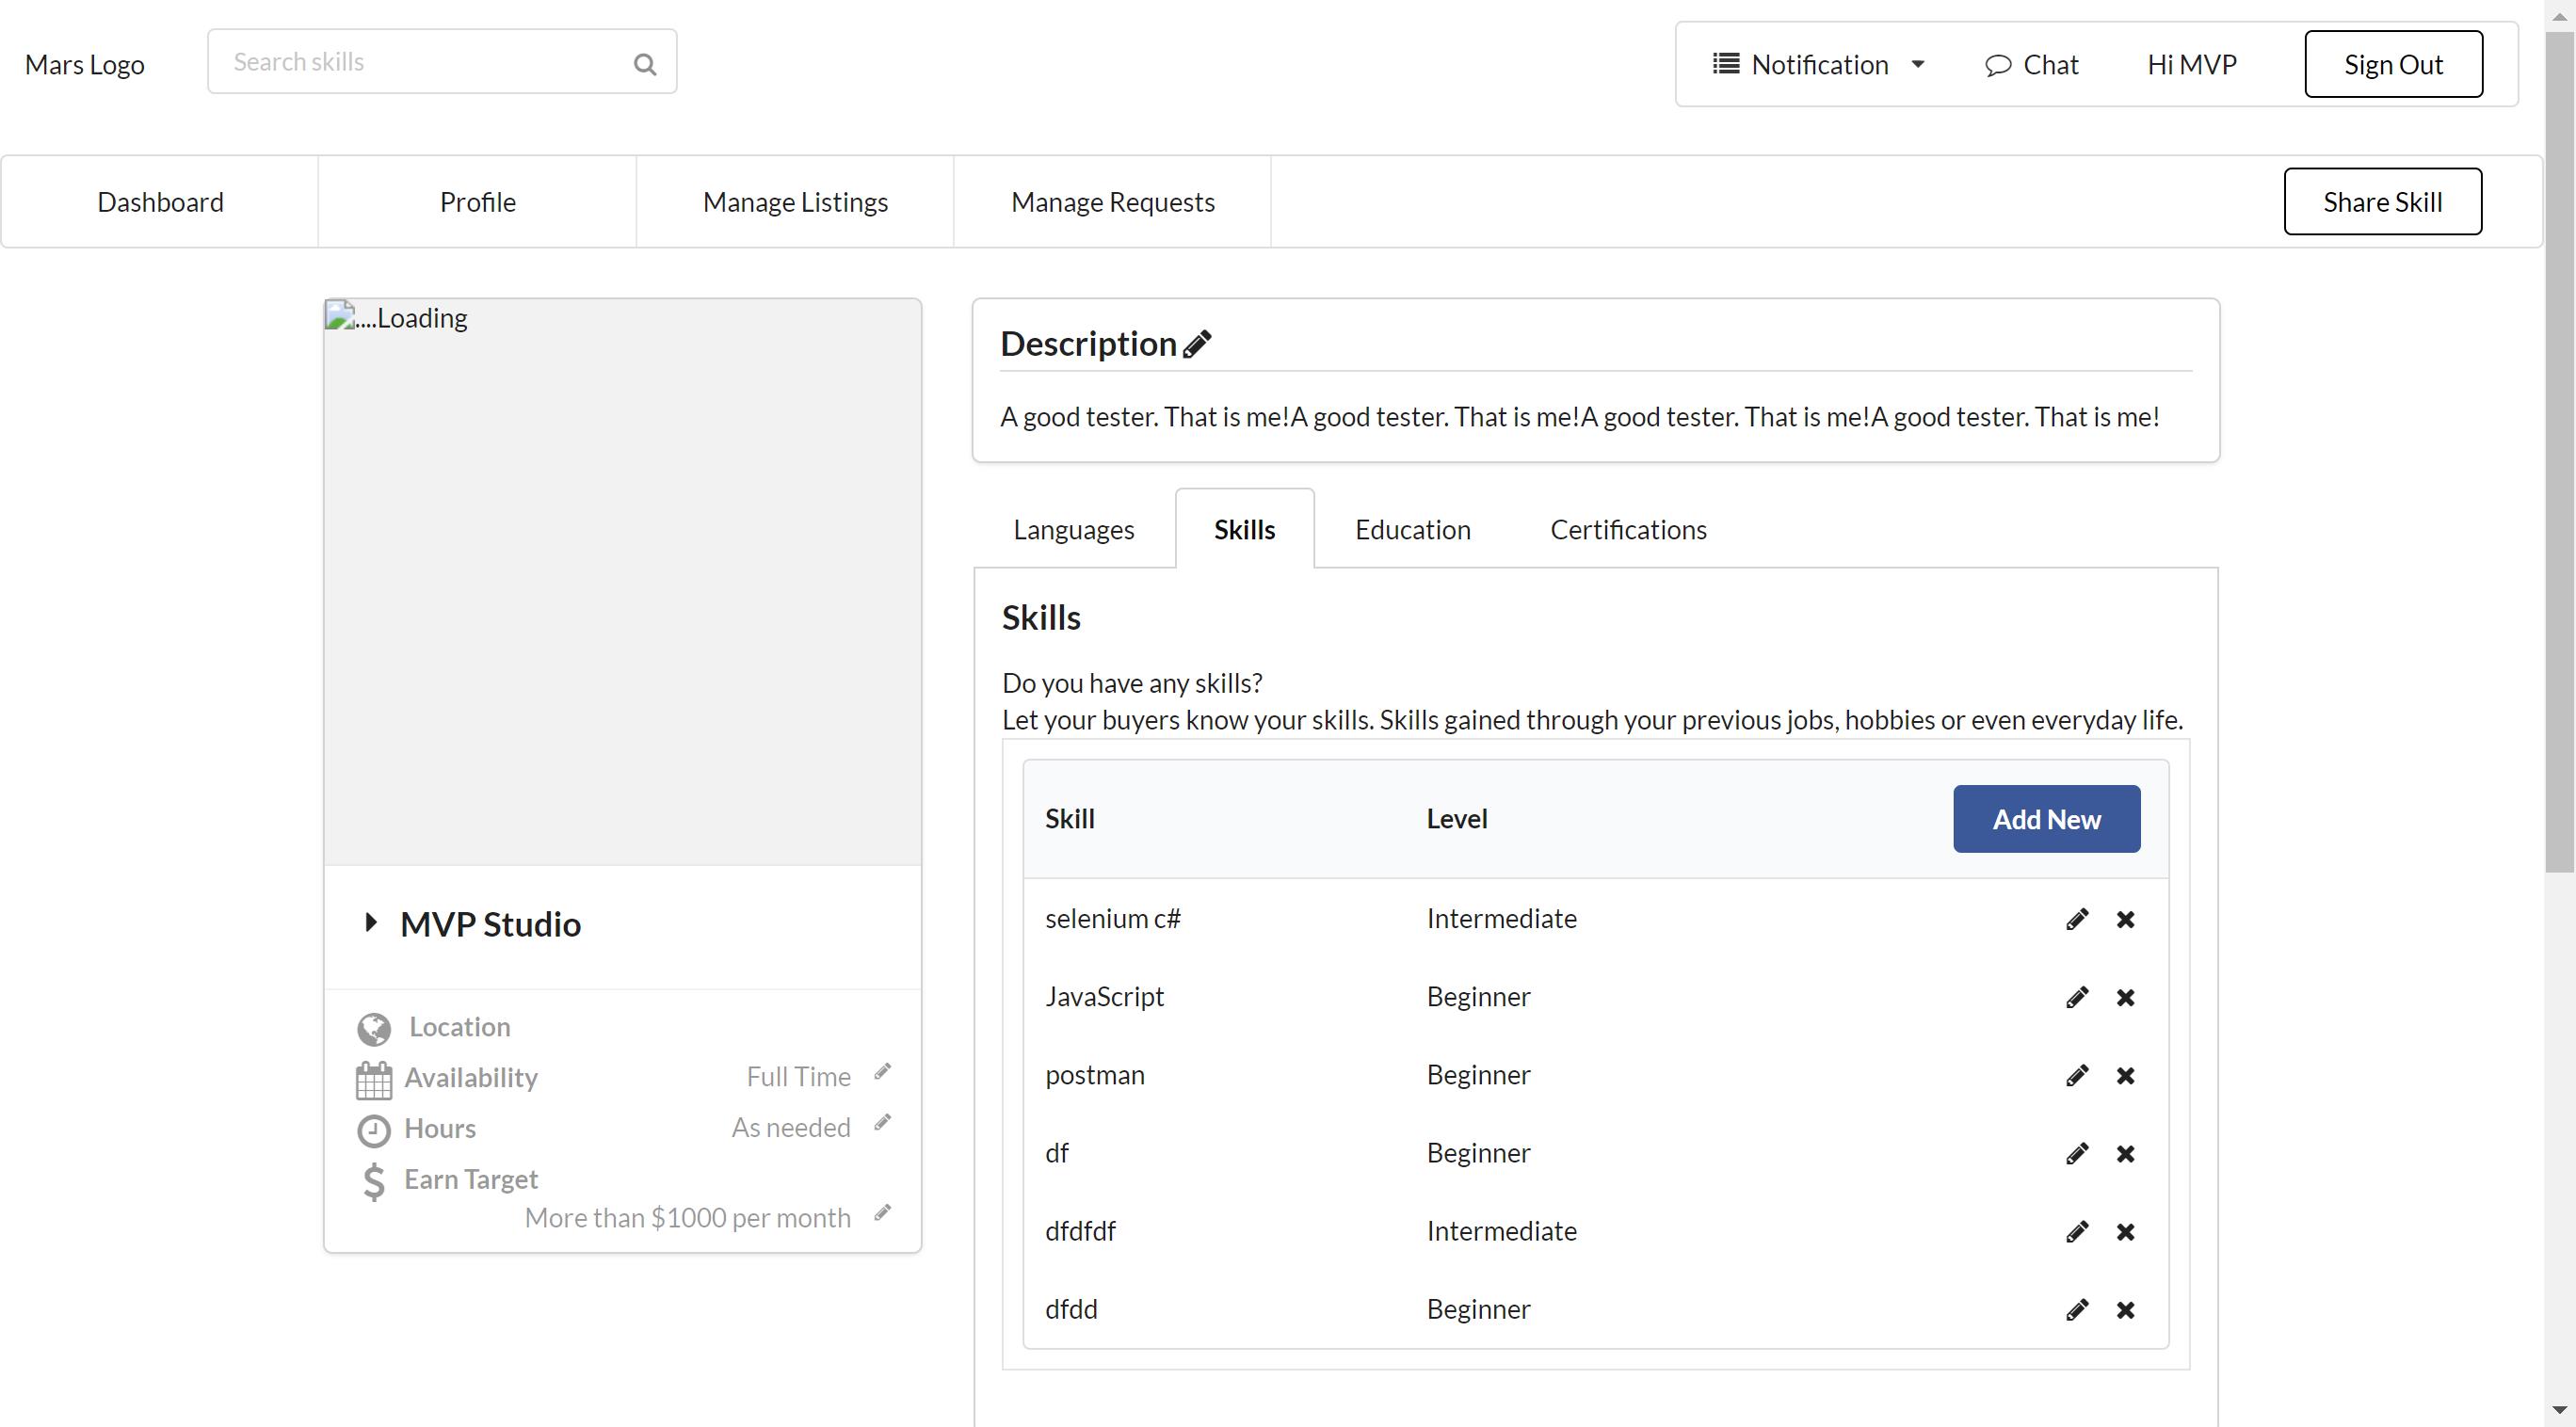 Mars Logo
Search skills
Notification
Chat
Hi MVP
Sign Out
Dashboard
Profile
Manage Listings
Manage Requests
Share Skill
....Loading
MVP Studio
Location
Availability
Full Time
Hours
As needed
Earn Target
More than $1000 per month
Description
A good tester. That is me!A good tester. That is me!A good tester. That is me!A good tester. That is me!
Languages
Skills
Education
Certifications
Skills
Do you have any skills?
Let your buyers know your skills. Skills gained through your previous jobs, hobbies or even everyday life.
Skill Level Add New
selenium c# Intermediate
JavaScript Beginner
postman Beginner
df Beginner
dfdfdf Intermediate
dfdd Beginner